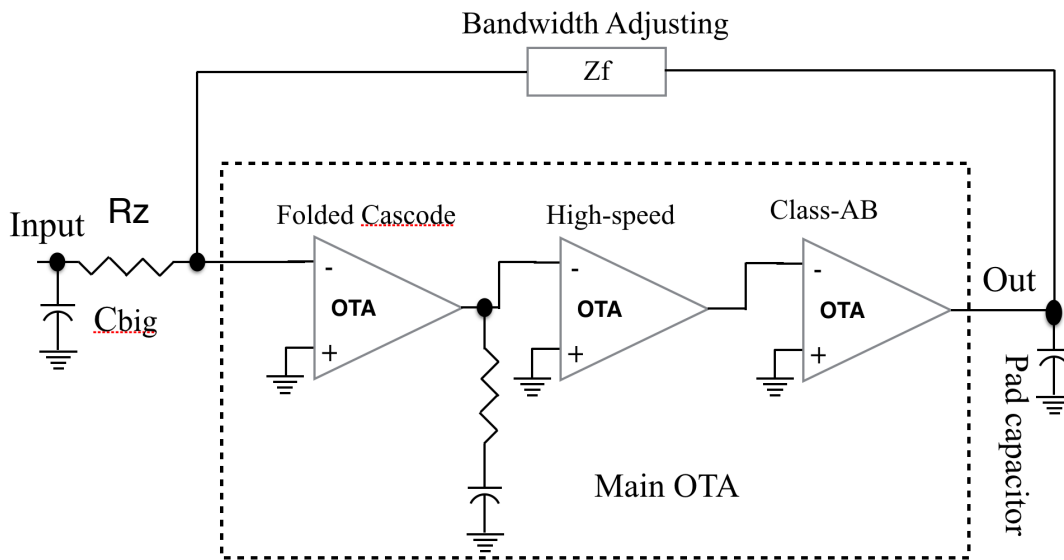 Bandwidth Adjusting
Zf
Input
Rz
Cbig
Folded Cascode
High-speed
Class-AB
-
OTA
+
-
OTA
+
-
OTA
+
Out
Pad capacitor
Main OTA